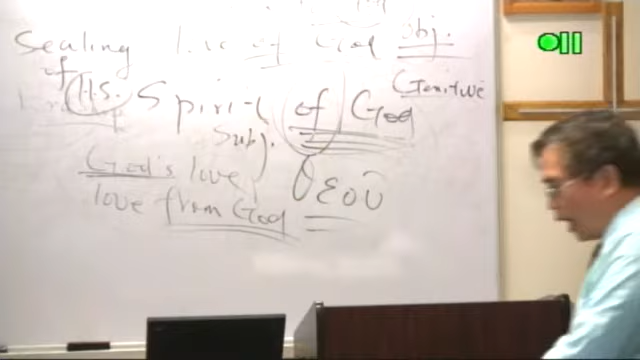 Sealing love of God obj.
of H.S. Spirit of God Genitive
Subj.
God's love
love from God
θεοῦ